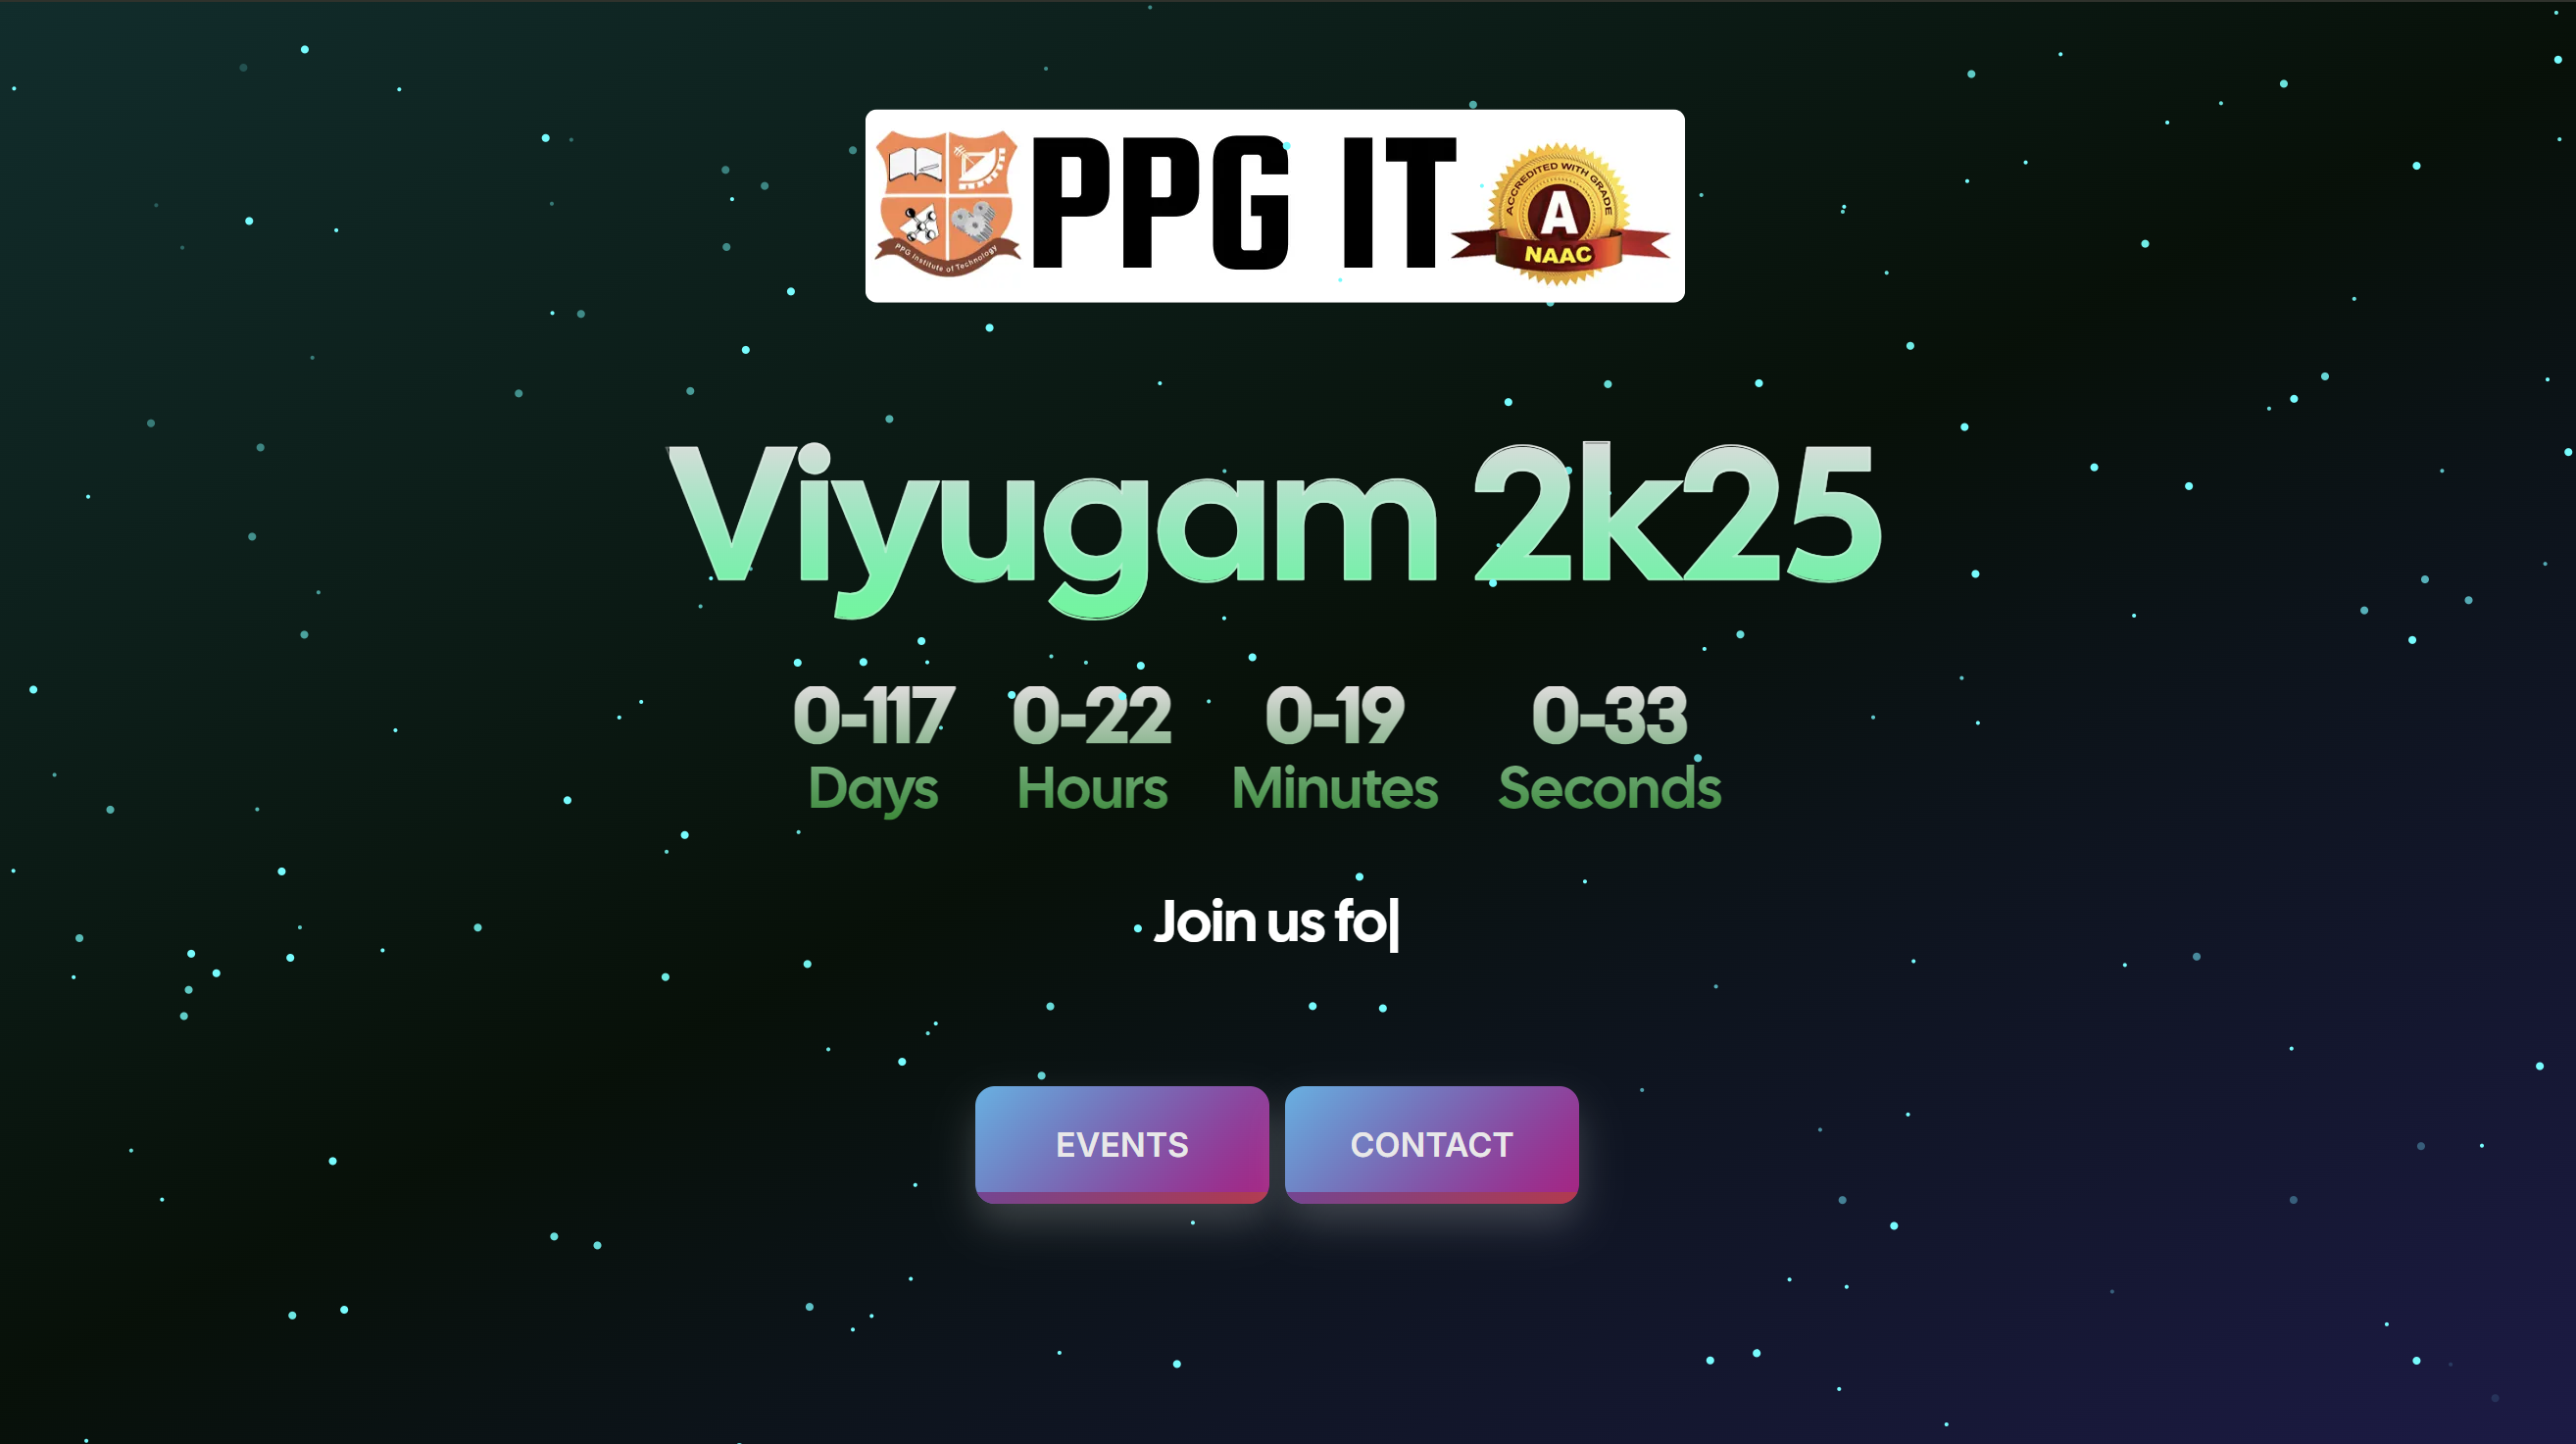 PPG Institute of Technology
PPG IT
ACCREDITED WITH GRADE
A
NAAC
Viyugam 2k25
0-117 0-22 0-19 0-33
Days Hours Minutes Seconds
Join us fo|
EVENTS CONTACT